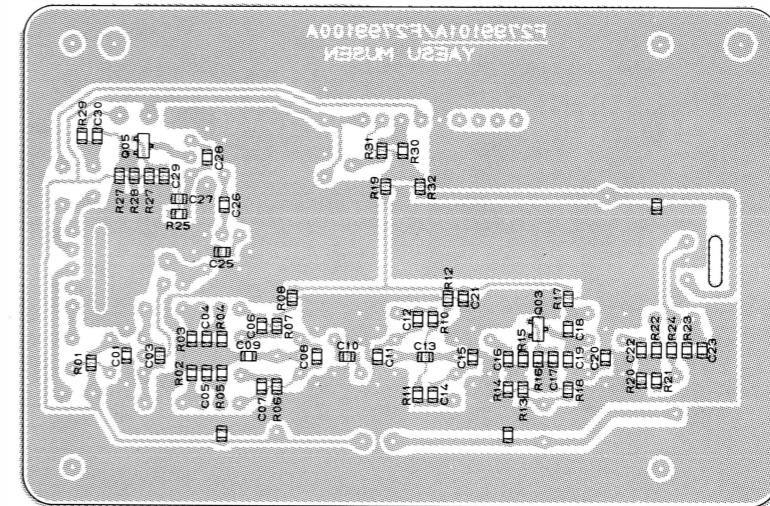 F2799101A/F2799100A
YAESU MUSEN
R29
C30
Q05
R27
R28
R27
C29
C28
C27
R25
C26
C25
R31
R30
R19
R32
R01
C01
C03
R03
C04
R04
R02
C05
R05
C06
R07
R08
C09
C07
R06
C08
C10
C11
C12
R10
R12
C21
C13
R11
C14
C15
C16
R15
Q03
R17
C18
R14
R13
R16
C17
C19
R18
C20
C22
R22
R24
R23
C23
R20
R21